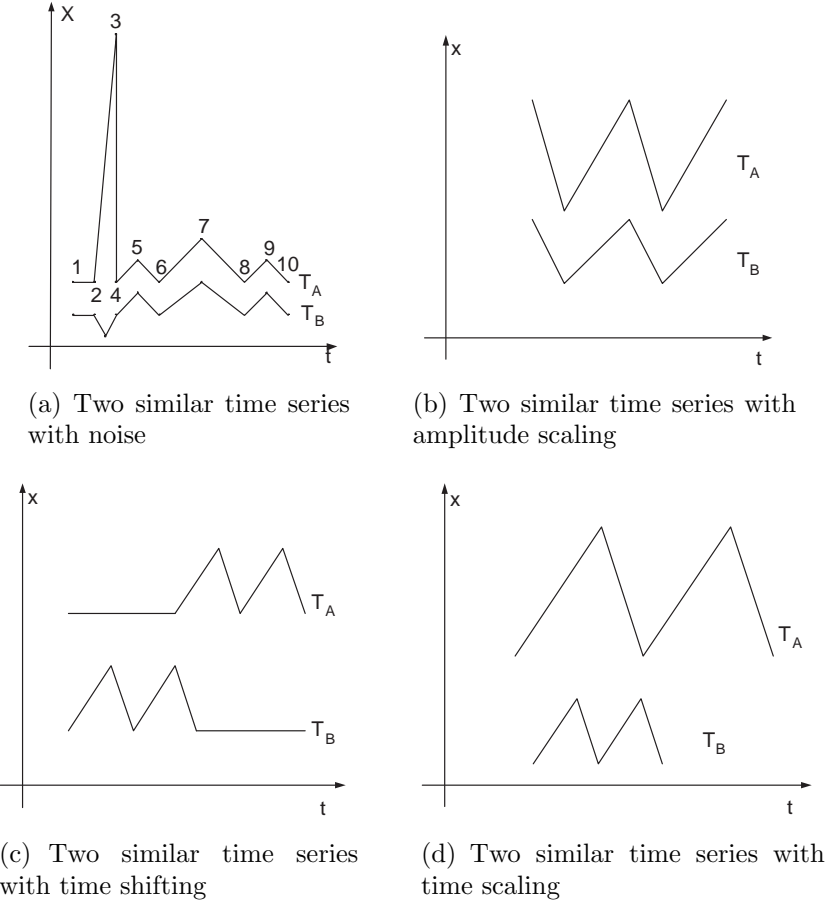 X
3
7
5
9
1
6
8
10
T_A
2
4
T_B
t
(a) Two similar time series
with noise
x
T_A
T_B
t
(b) Two similar time series with
amplitude scaling
x
T_A
T_B
t
(c) Two similar time series
with time shifting
x
T_A
T_B
t
(d) Two similar time series with
time scaling